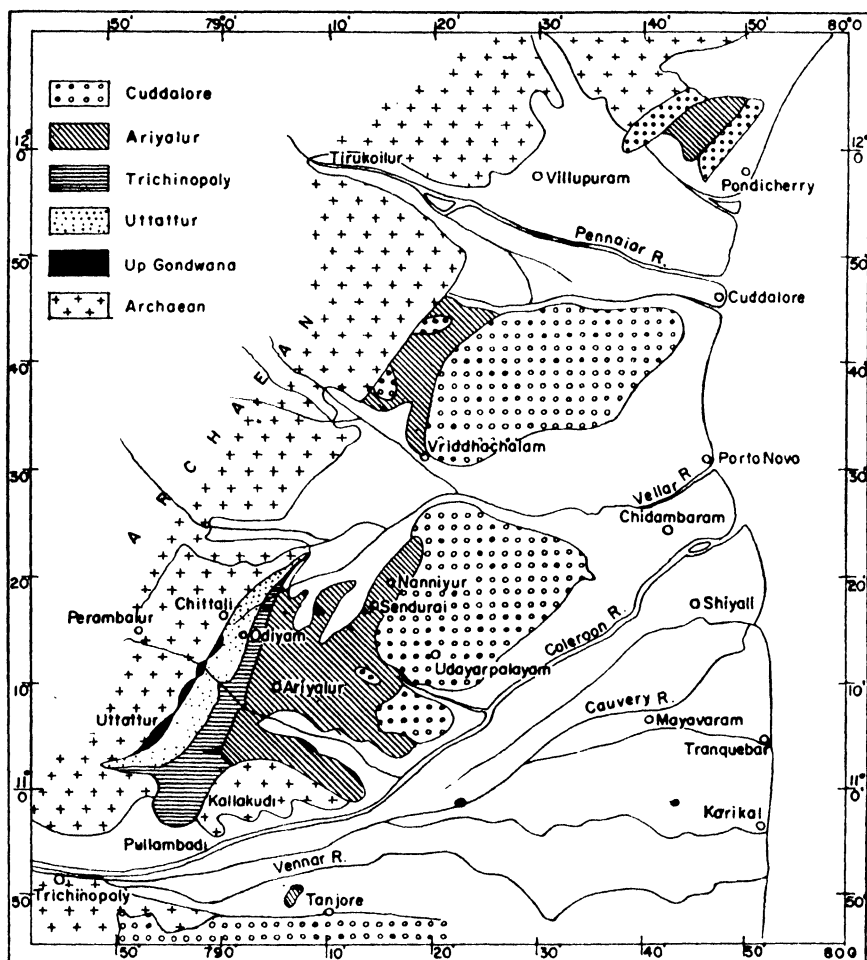 50' 79°0 10' 20' 30' 40' 50' 80°0
Cuddalore
Ariyalur
Trichinopoly
Uttattur
Up Gondwana
Archaean
12°
0'
12°
0'
Tirukoilur
Villupuram
Pondicherry
Pennaiar R.
50'
50'
Cuddalore
ARCHAEAN
40'
40'
Vriddhachalam
Porto Novo
30'
30'
Vellar R
Chidambaram
20'
20'
Nanniyur
Chittali
Sendurai
Shiyali
Perambalur
Odiyam
Coleroon R.
Udayarpalayam
10'
10'
Ariyalur
Cauvery R.
Uttattur
Mayavaram
Tranquebar
11°
0'
11°
0'
Kallakudi
Karikal
Pullambadi
Vennar R.
Trichinopoly
Tanjore
50'
50'
50' 79°0 10' 20' 30' 40' 50' 80°0